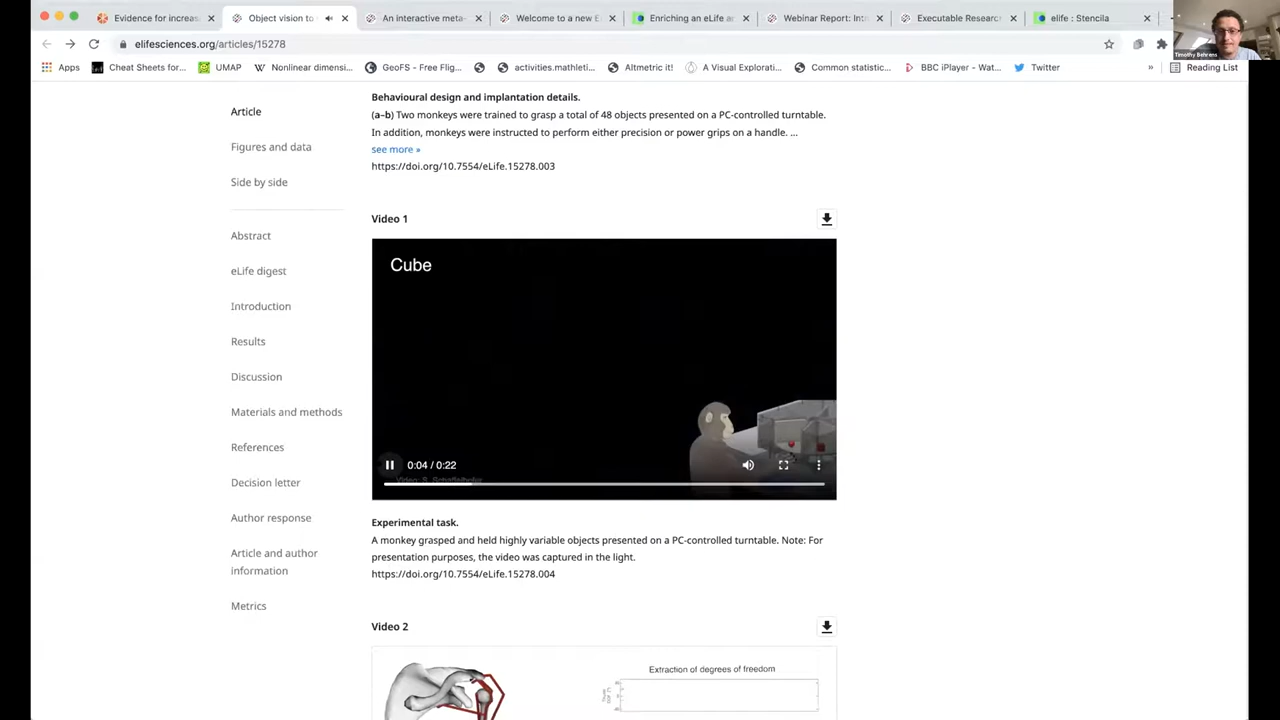 Evidence for increas
Object vision to
An interactive meta-
Welcome to a new E
Enriching an eLife a
Webinar Report: Int
Executable Researc
elife : Stencila
elifesciences.org/articles/15278
Timothy Behrens
Apps
Cheat Sheets for...
UMAP
Nonlinear dimensi...
GeoFS - Free Fligh...
Altmetric it!
A Visual Explorati...
Common statistic...
BBC iPlayer - Wat...
Twitter
»
Reading List
Article
Figures and data
Side by side
Abstract
eLife digest
Introduction
Results
Discussion
Materials and methods
References
Decision letter
Author response
Article and author
information
Metrics
Behavioural design and implantation details.
(a–b) Two monkeys were trained to grasp a total of 48 objects presented on a PC-controlled turntable.
In addition, monkeys were instructed to perform either precision or power grips on a handle. ...
see more »
https://doi.org/10.7554/eLife.15278.003
Video 1
Cube
0:04 / 0:22
Experimental task.
A monkey grasped and held highly variable objects presented on a PC-controlled turntable. Note: For
presentation purposes, the video was captured in the light.
https://doi.org/10.7554/eLife.15278.004
Video 2
Extraction of degrees of freedom